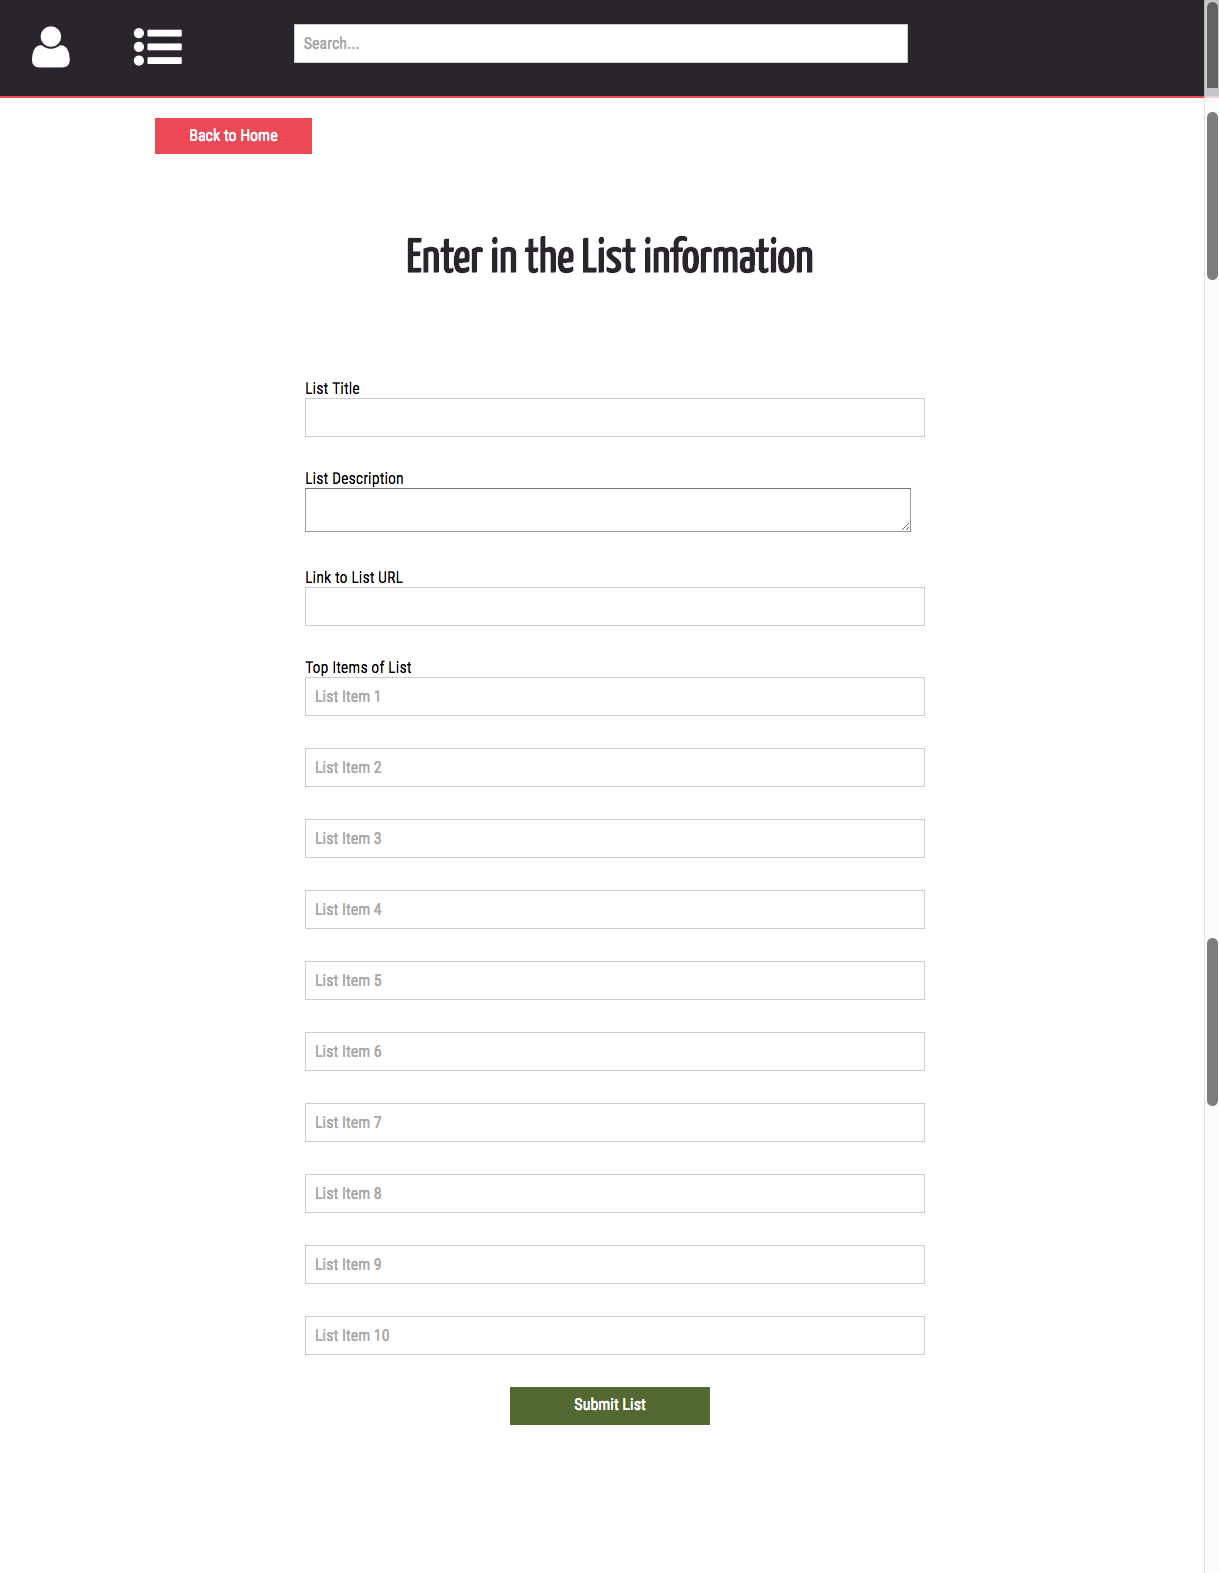 Search...
Back to Home
Enter in the List information
List Title
List Description
Link to List URL
Top Items of List
List Item 1
List Item 2
List Item 3
List Item 4
List Item 5
List Item 6
List Item 7
List Item 8
List Item 9
List Item 10
Submit List